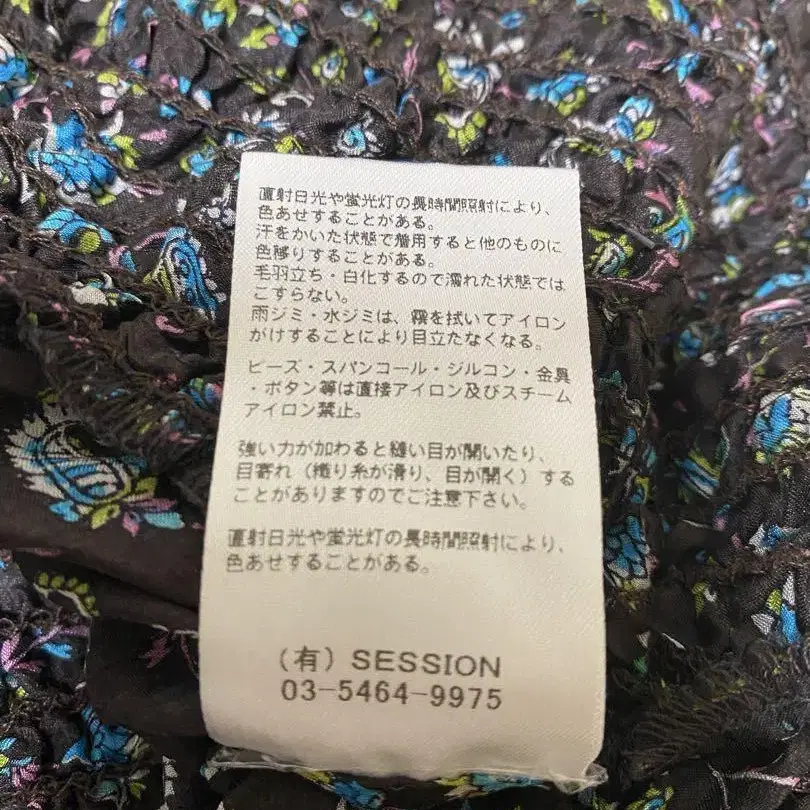 直射日光や蛍光灯の長時間照射により、
色あせすることがある。
汗をかいた状態で着用すると他のものに
色移りすることがある。
毛羽立ち・白化するので濡れた状態では
こすらない。
雨ジミ・水ジミは、霧を拭いてアイロン
がけすることにより目立たなくなる。
ビーズ・スパンコール・ジルコン・金具
・ボタン等は直接アイロン及びスチーム
アイロン禁止。
強い力が加わると縫い目が開いたり、
目寄れ（織り糸が滑り、目が開く）する
ことがありますのでご注意下さい。
直射日光や蛍光灯の長時間照射により、
色あせすることがある。
（有）SESSION
03-5464-9975